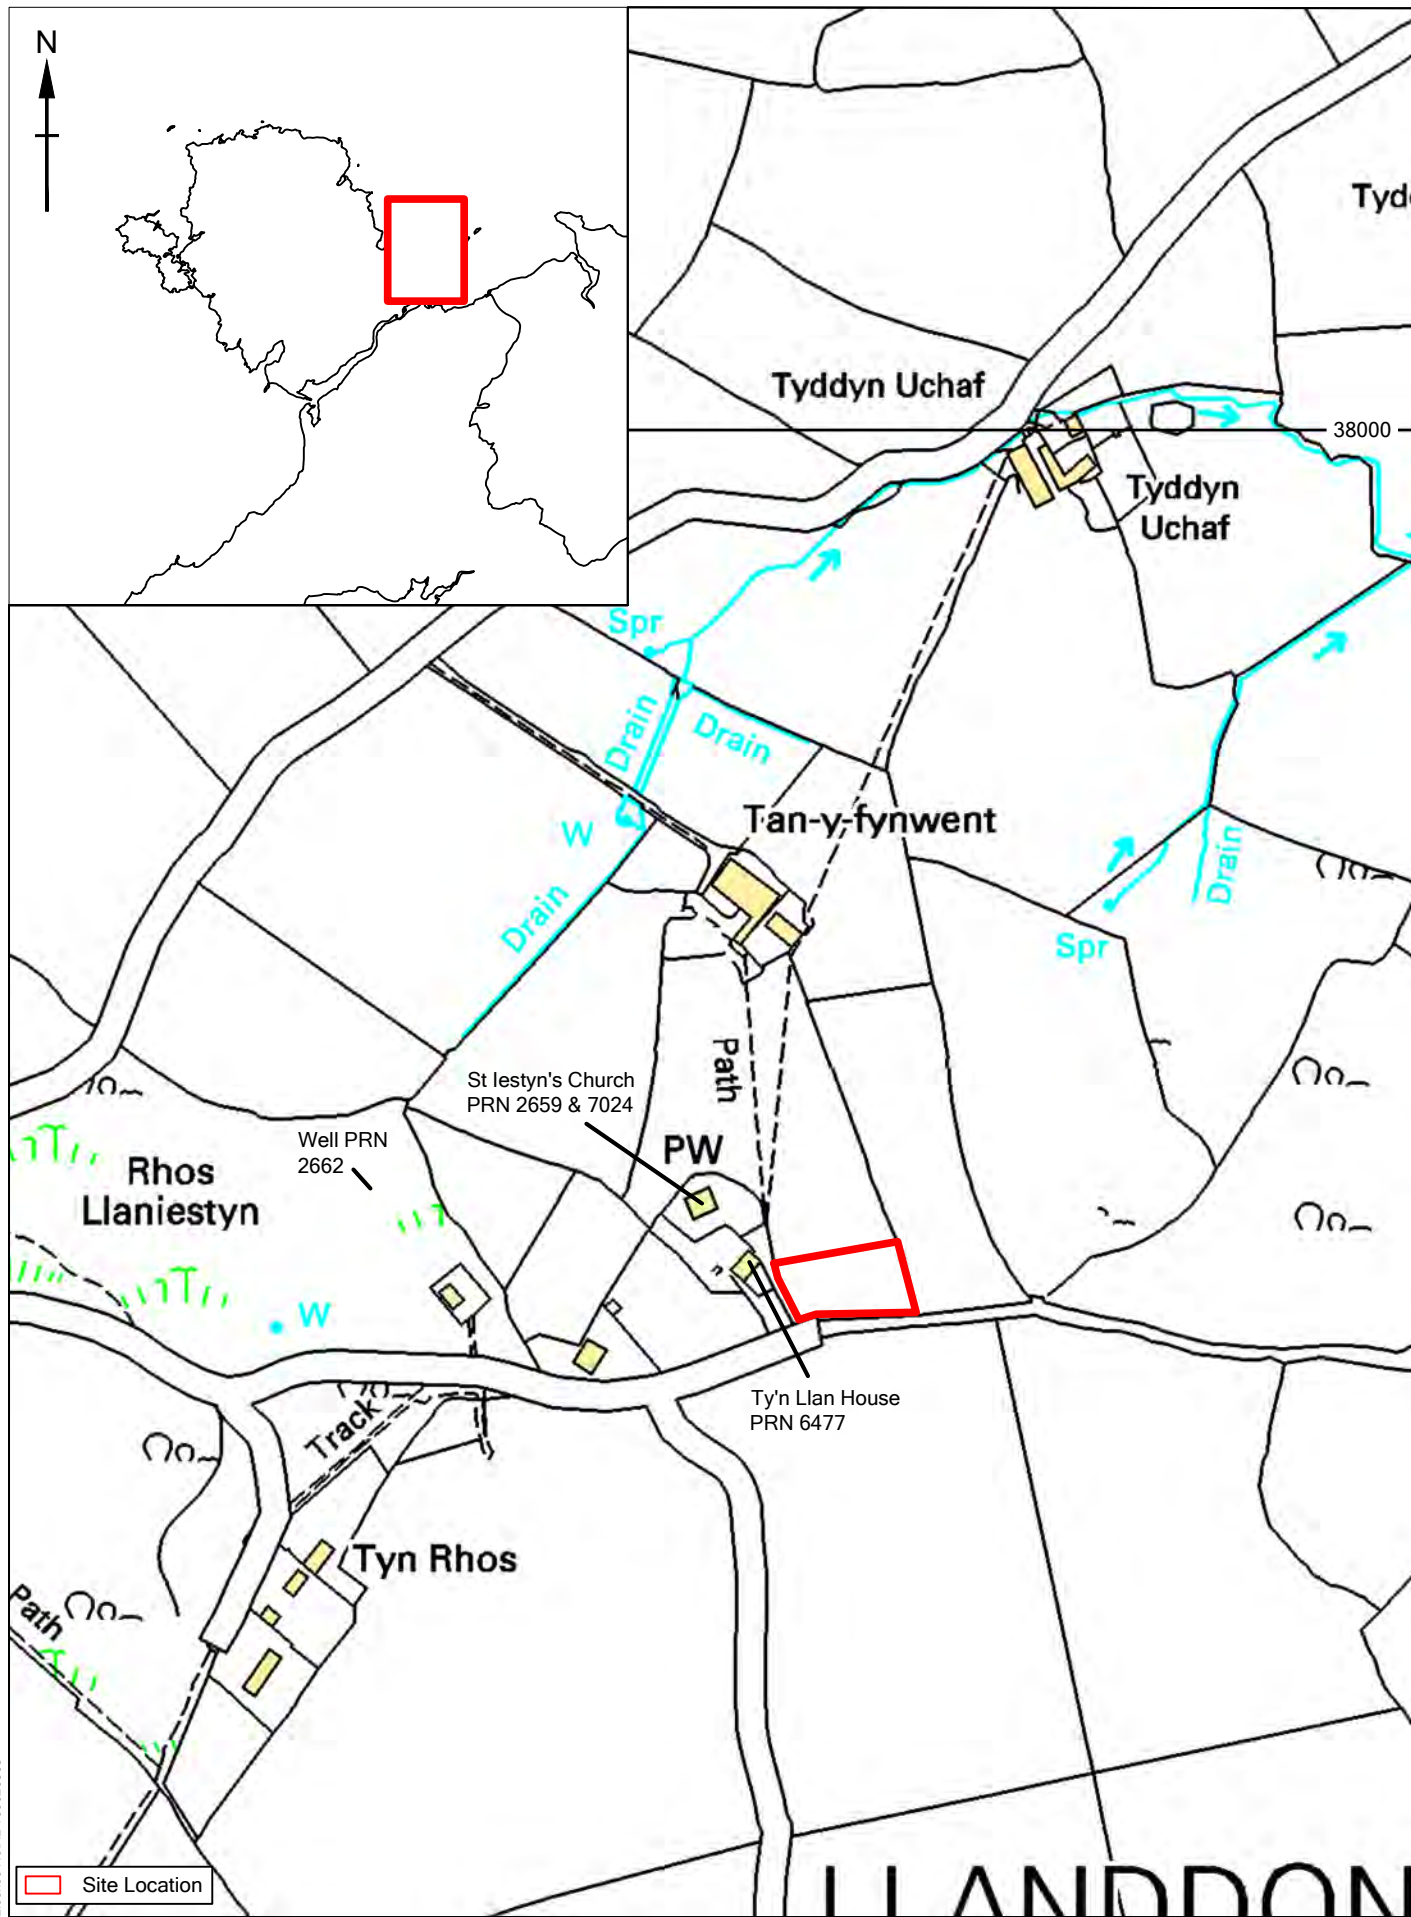 N
Tyd
Tyddyn Uchaf
38000
Tyddyn
Uchaf
Spr
Drain
Drain
Tan-y-fynwent
W
Drain
Drain
Spr
Path
St Iestyn's Church
PRN 2659 & 7024
Well PRN
2662
PW
Rhos
Llaniestyn
W
Ty'n Llan House
PRN 6477
Track
Tyn Rhos
Path
Site Location
LLANDDON